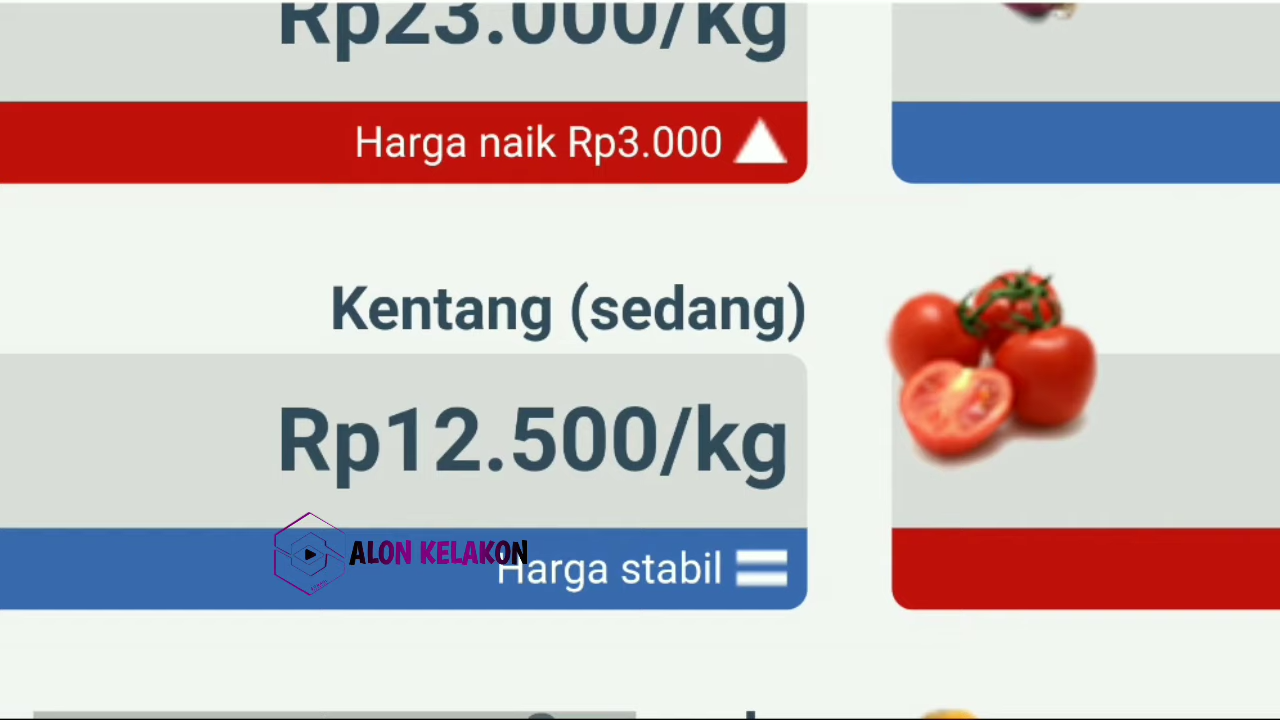 Rp23.000/kg
Harga naik Rp3.000
Kentang (sedang)
Rp12.500/kg
ALON KELAKON
Harga stabil